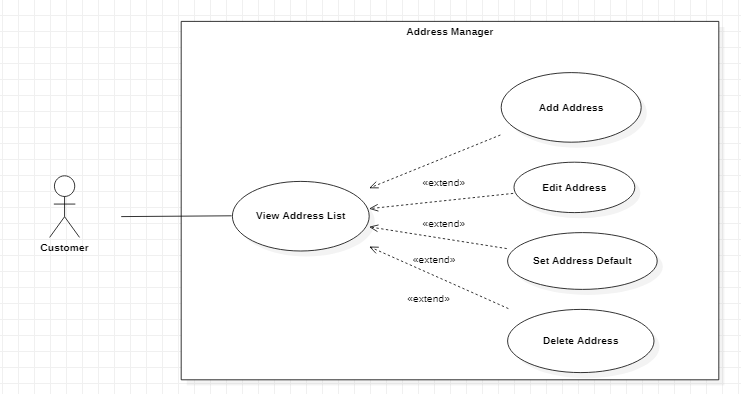 Address Manager
Add Address
«extend»
Edit Address
Customer
View Address List
«extend»
Set Address Default
«extend»
«extend»
Delete Address